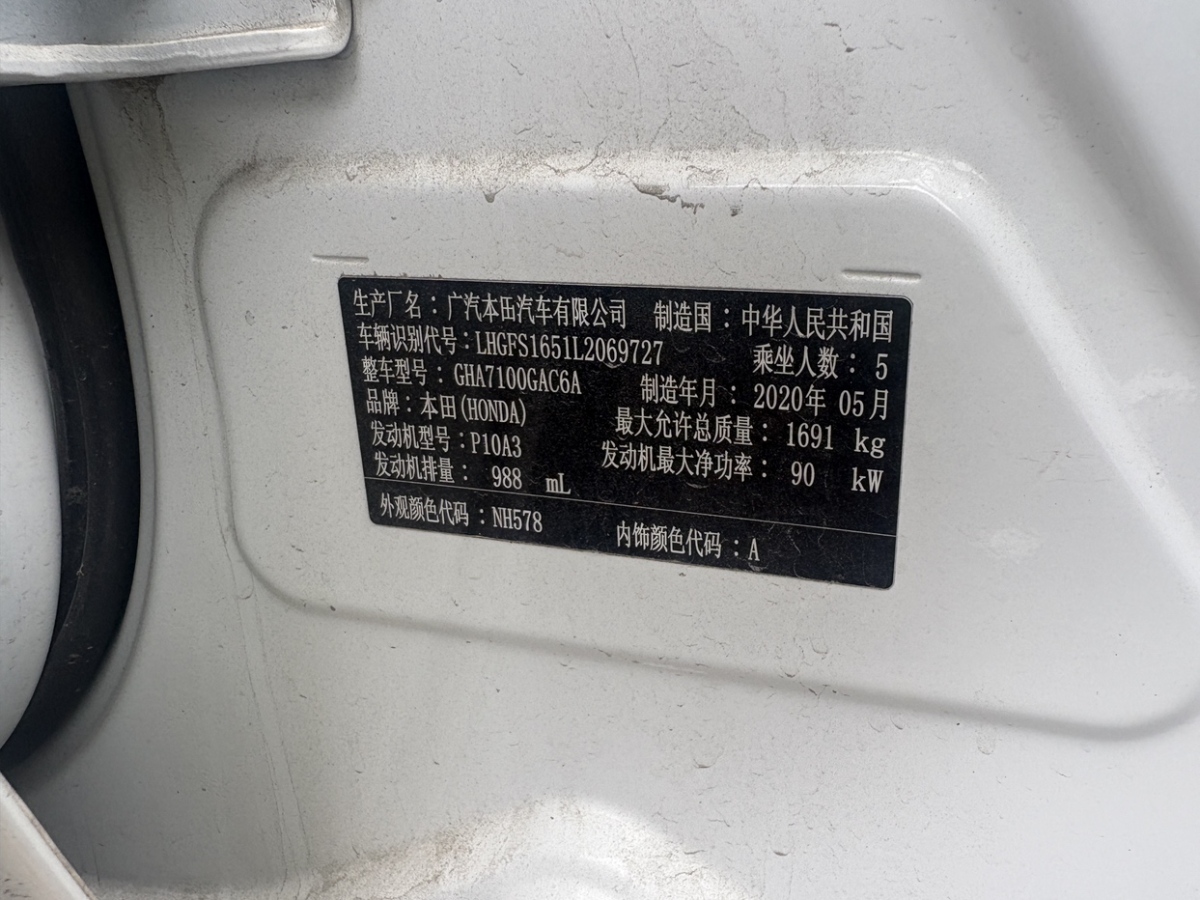 生产厂名：广汽本田汽车有限公司 制造国：中华人民共和国
车辆识别代号：LHGFS1651L2069727 乘坐人数：5
整车型号：GHA7100GAC6A 制造年月：2020年 05月
品牌：本田(HONDA) 最大允许总质量：1691 kg
发动机型号：P10A3 发动机最大净功率：90 kW
发动机排量：988 mL
外观颜色代码：NH578 内饰颜色代码：A